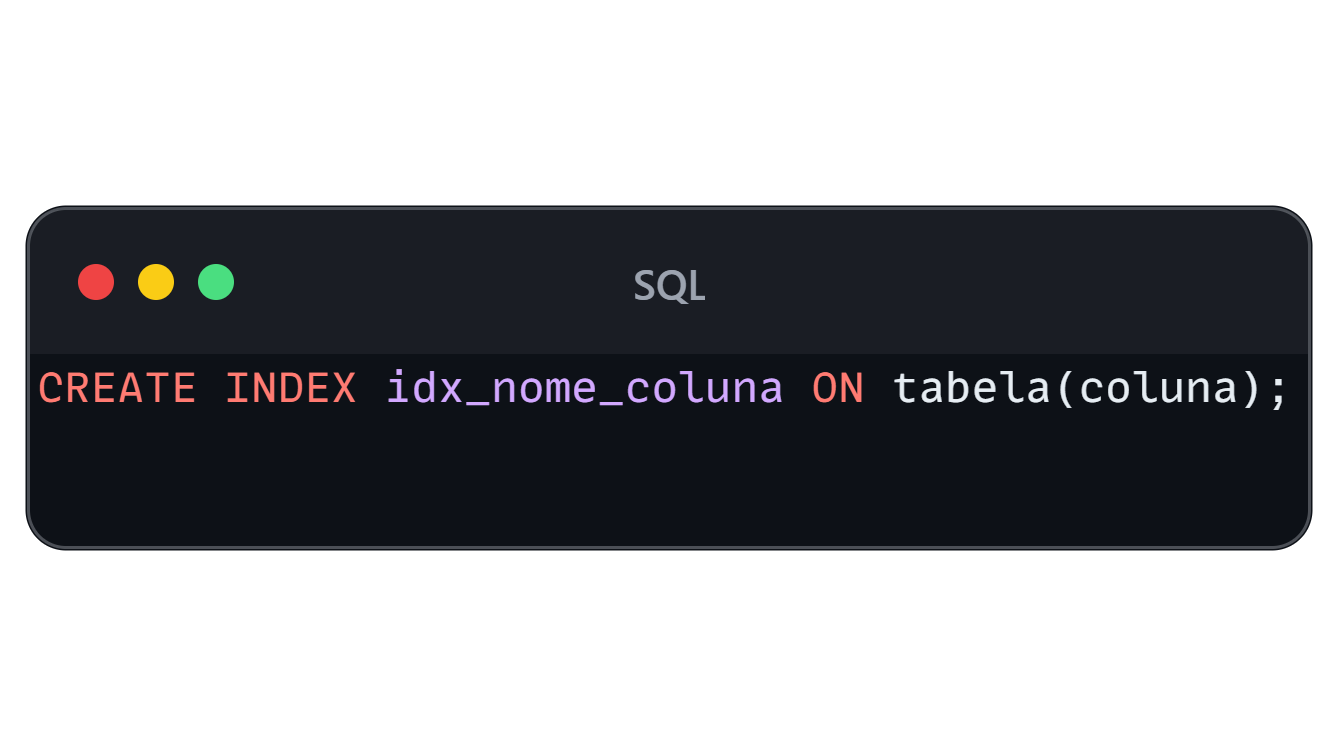 SQL
CREATE INDEX idx_nome_coluna ON tabela(coluna);